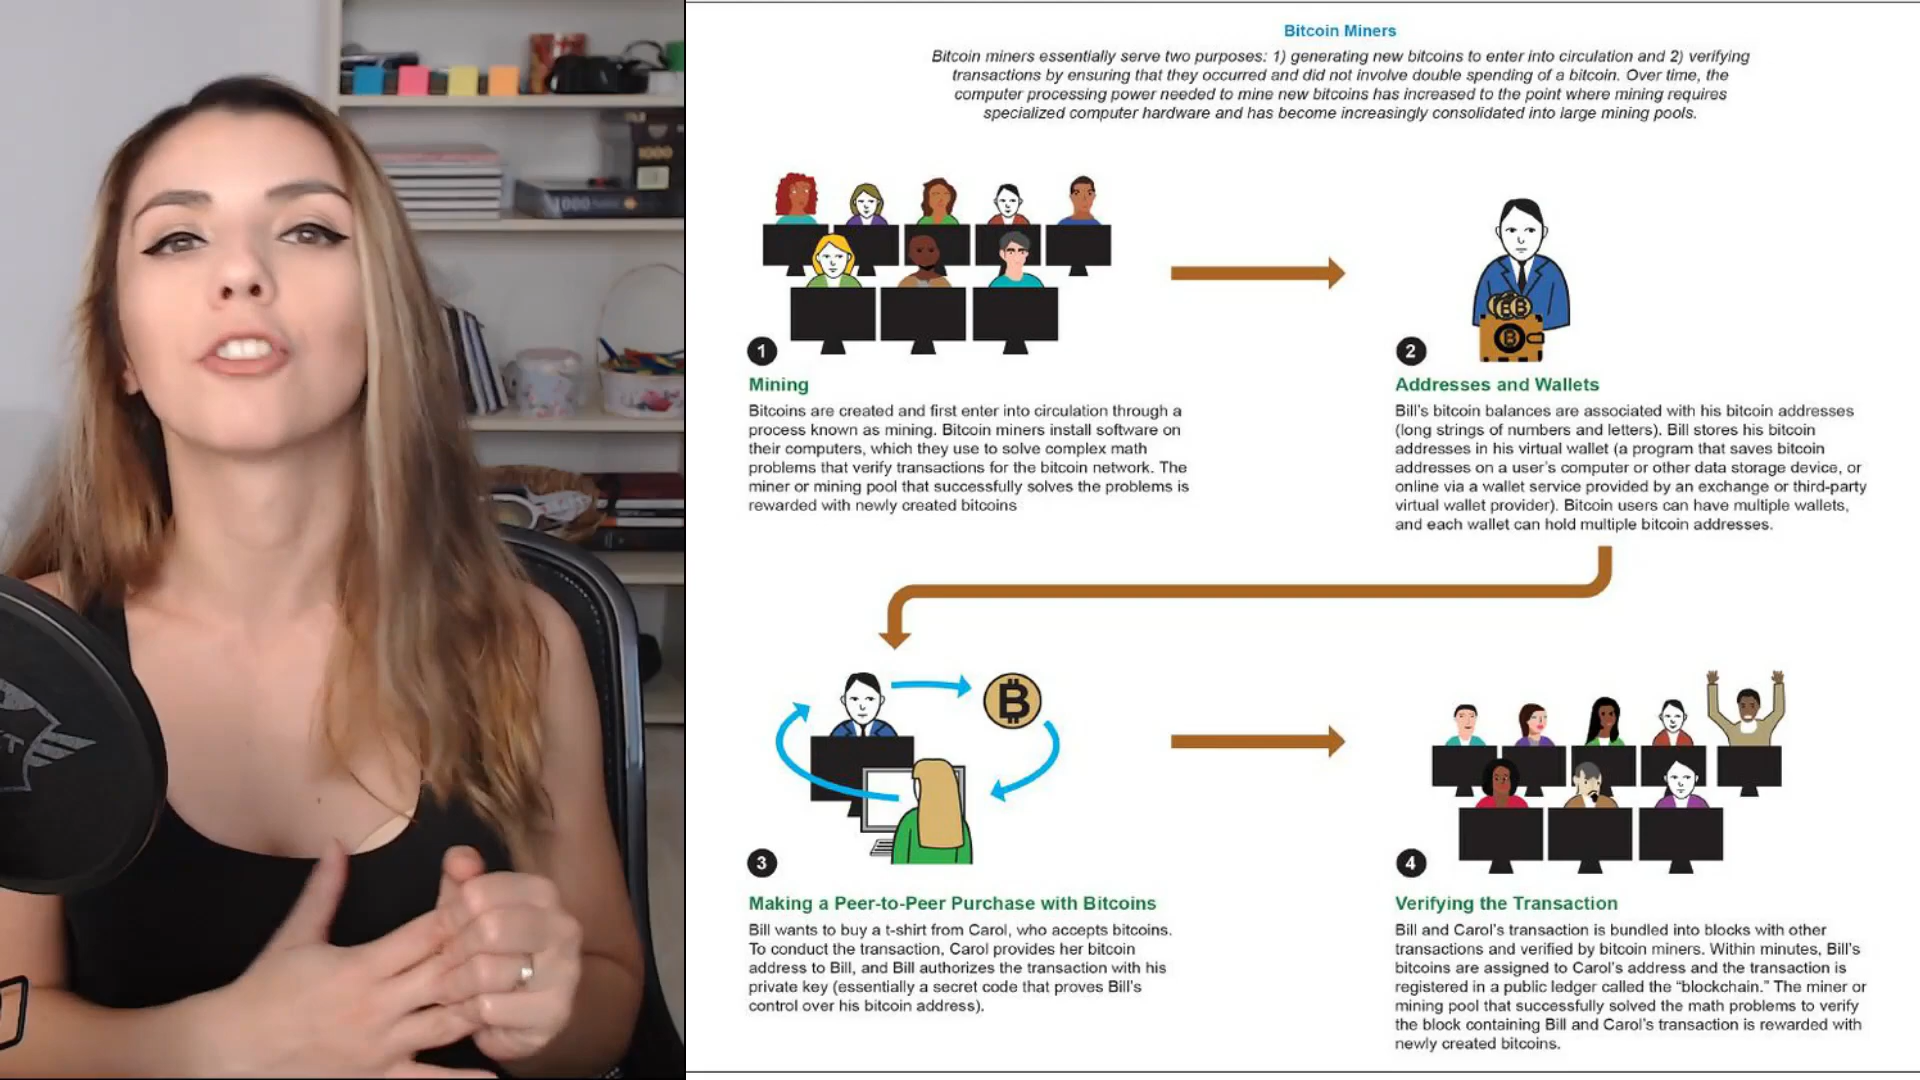 Bitcoin Miners
Bitcoin miners essentially serve two purposes: 1) generating new bitcoins to enter into circulation and 2) verifying
transactions by ensuring that they occurred and did not involve double spending of a bitcoin. Over time, the
computer processing power needed to mine new bitcoins has increased to the point where mining requires
specialized computer hardware and has become increasingly consolidated into large mining pools.
1
Mining
Bitcoins are created and first enter into circulation through a
process known as mining. Bitcoin miners install software on
their computers, which they use to solve complex math
problems that verify transactions for the bitcoin network. The
miner or mining pool that successfully solves the problems is
rewarded with newly created bitcoins
2
Addresses and Wallets
Bill's bitcoin balances are associated with his bitcoin addresses
(long strings of numbers and letters). Bill stores his bitcoin
addresses in his virtual wallet (a program that saves bitcoin
addresses on a user's computer or other data storage device, or
online via a wallet service provided by an exchange or third-party
virtual wallet provider). Bitcoin users can have multiple wallets,
and each wallet can hold multiple bitcoin addresses.
3
Making a Peer-to-Peer Purchase with Bitcoins
Bill wants to buy a t-shirt from Carol, who accepts bitcoins.
To conduct the transaction, Carol provides her bitcoin
address to Bill, and Bill authorizes the transaction with his
private key (essentially a secret code that proves Bill's
control over his bitcoin address).
4
Verifying the Transaction
Bill and Carol's transaction is bundled into blocks with other
transactions and verified by bitcoin miners. Within minutes, Bill's
bitcoins are assigned to Carol's address and the transaction is
registered in a public ledger called the "blockchain." The miner or
mining pool that successfully solved the math problems to verify
the block containing Bill and Carol's transaction is rewarded with
newly created bitcoins.
1000
1000